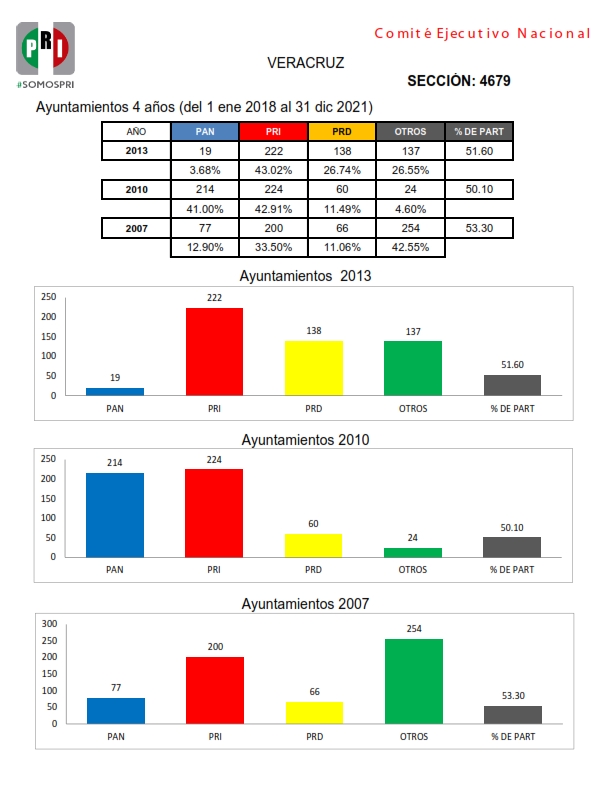 Comité Ejecutivo Nacional
PRI
#SOMOSPRI
VERACRUZ
SECCIÓN: 4679
Ayuntamientos 4 años (del 1 ene 2018 al 31 dic 2021)
AÑO PAN PRI PRD OTROS % DE PART
2013 19 222 138 137 51.60
3.68% 43.02% 26.74% 26.55%
2010 214 224 60 24 50.10
41.00% 42.91% 11.49% 4.60%
2007 77 200 66 254 53.30
12.90% 33.50% 11.06% 42.55%
Ayuntamientos 2013
250
200
150
100
50
0
19 222 138 137 51.60
PAN PRI PRD OTROS % DE PART
Ayuntamientos 2010
250
200
150
100
50
0
214 224 60 24 50.10
PAN PRI PRD OTROS % DE PART
Ayuntamientos 2007
300
250
200
150
100
50
0
77 200 66 254 53.30
PAN PRI PRD OTROS % DE PART